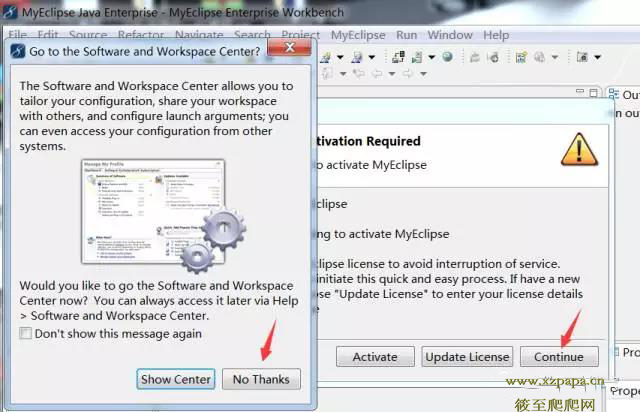 MyEclipse Java Enterprise - MyEclipse Enterprise Workbench
File Edit Source Refactor Navigate Search Project MyEclipse Run Window Help
Go to the Software and Workspace Center?
The Software and Workspace Center allows you to
tailor your configuration, share your workspace
with others, and configure launch arguments; you
can even access your configuration from other
systems.
Manage My Profile
Would you like to go the Software and Workspace
Center now? You can always access it later via Help
> Software and Workspace Center.
Don't show this message again
Show Center
No Thanks
Out
n out
tivation Required
to activate MyEclipse
clipse
ng to activate MyEclipse
clipse license to avoid interruption of service.
initiate this quick and easy process. If have a new
se "Update License" to enter your license details
e
Activate
Update License
Continue
Pro
Prope
www.xzpapa.cn
筱至爬爬网